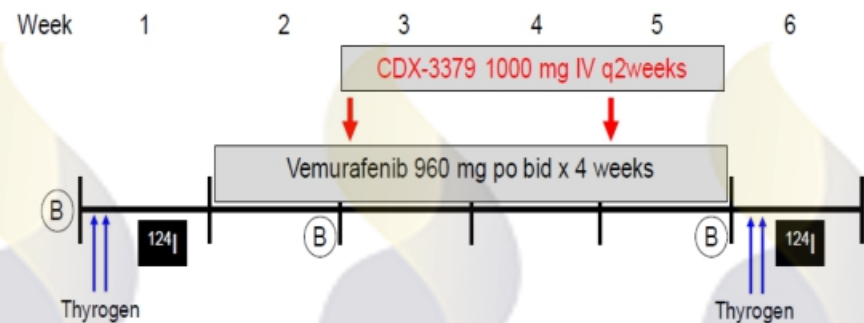 Week 1 2 3 4 5 6
CDX-3379 1000 mg IV q2weeks
Vemurafenib 960 mg po bid x 4 weeks
B B B
124I 124I
Thyrogen Thyrogen